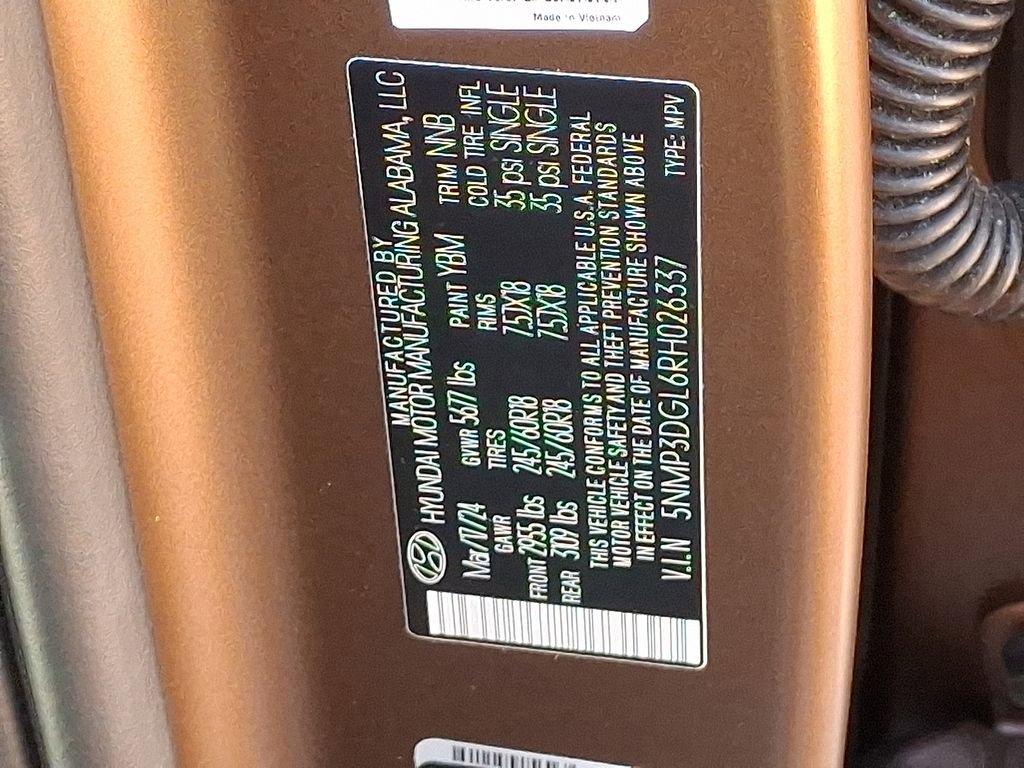 Made in Vietnam
MANUFACTURED BY
HYUNDAI MOTOR MANUFACTURING ALABAMA, LLC
Mar/17/24 GVWR 5677 lbs PAINT YBM TRIM NNB
GAWR TIRES RIMS COLD TIRE INFL
FRONT 2955 lbs 245/60R18 7.5JX18 35 psi SINGLE
REAR 3109 lbs 245/60R18 7.5JX18 35 psi SINGLE
THIS VEHICLE CONFORMS TO ALL APPLICABLE U.S.A. FEDERAL
MOTOR VEHICLE SAFETY AND THEFT PREVENTION STANDARDS
IN EFFECT ON THE DATE OF MANUFACTURE SHOWN ABOVE
V.I.N 5NMP3DGL6RH026337 TYPE: MPV